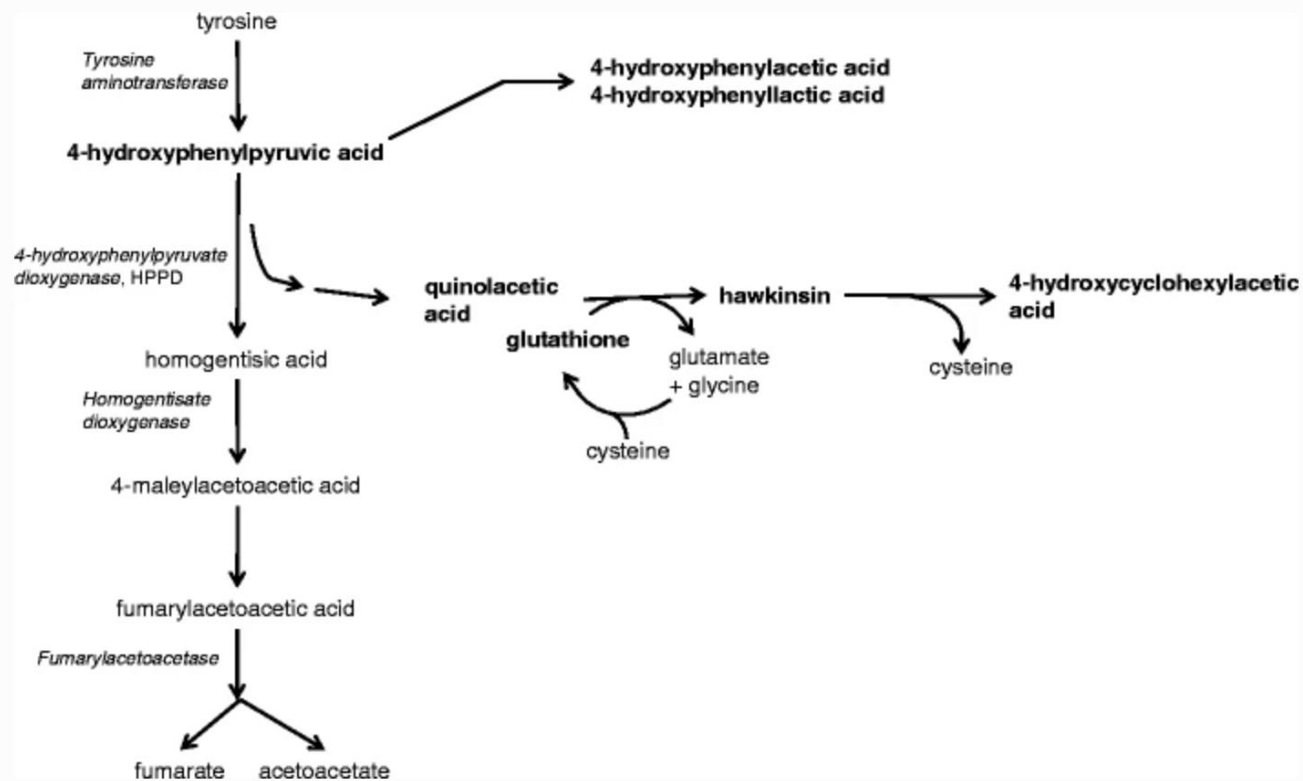 tyrosine
Tyrosine
aminotransferase
4-hydroxyphenylacetic acid
4-hydroxyphenyllactic acid
4-hydroxyphenylpyruvic acid
4-hydroxyphenylpyruvate
dioxygenase, HPPD
quinolacetic
acid
glutathione
hawkinsin
4-hydroxycyclohexylacetic
acid
glutamate
+ glycine
cysteine
cysteine
homogentisic acid
Homogentisate
dioxygenase
4-maleylacetoacetic acid
fumarylacetoacetic acid
Fumarylacetoacetase
fumarate
acetoacetate